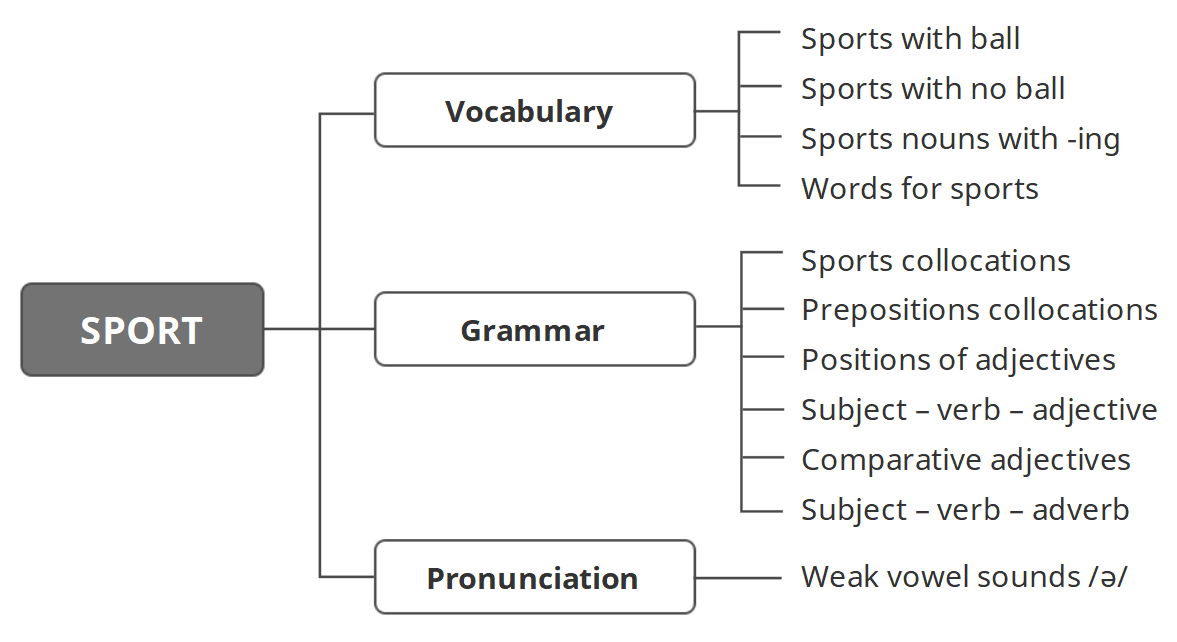 SPORT
Vocabulary
Sports with ball
Sports with no ball
Sports nouns with -ing
Words for sports
Grammar
Sports collocations
Prepositions collocations
Positions of adjectives
Subject – verb – adjective
Comparative adjectives
Subject – verb – adverb
Pronunciation
Weak vowel sounds /ə/